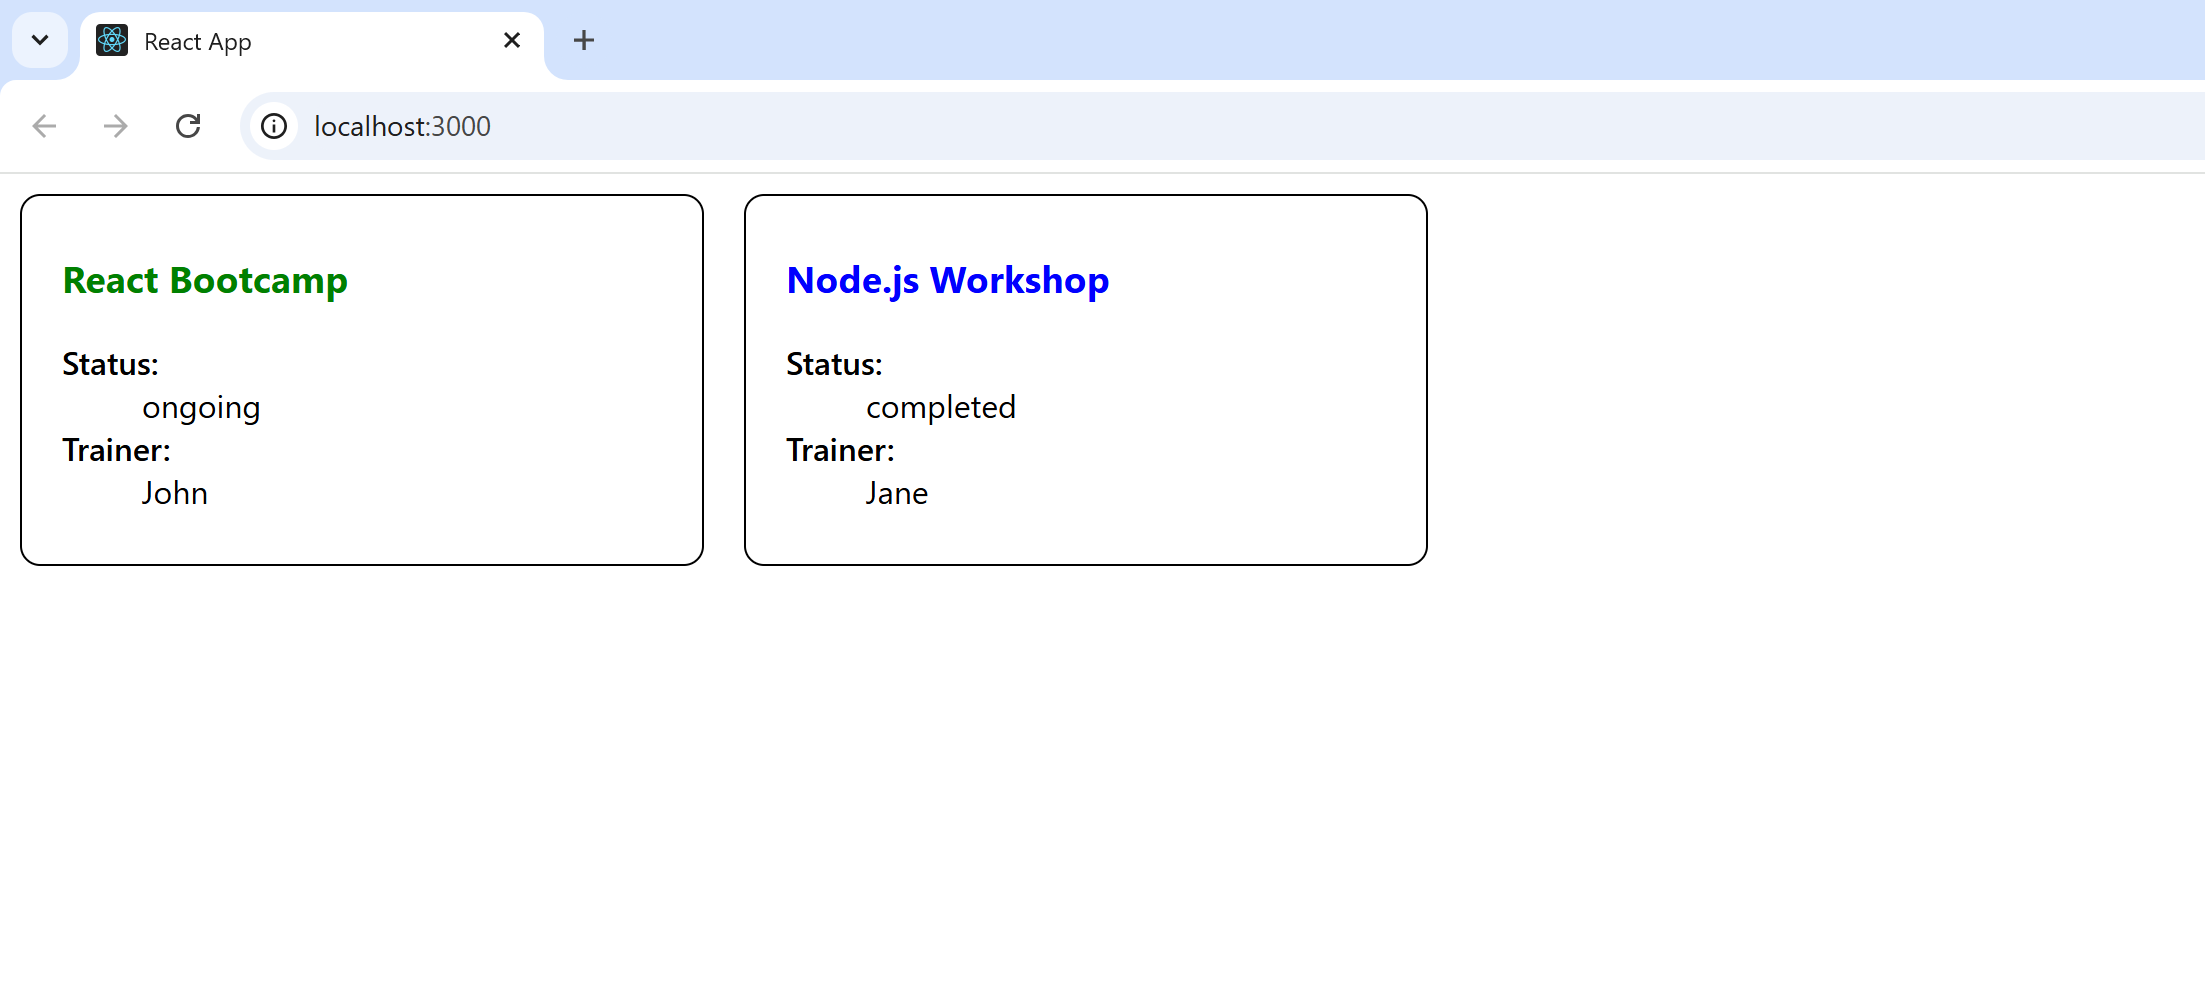 React App
localhost:3000
React Bootcamp
Status:
ongoing
Trainer:
John
Node.js Workshop
Status:
completed
Trainer:
Jane